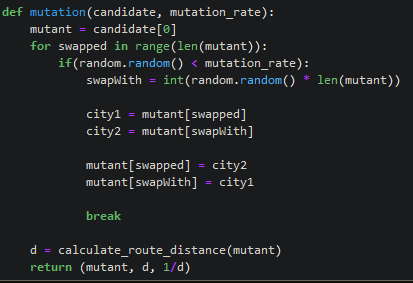 def mutation(candidate, mutation_rate):
    mutant = candidate[0]
    for swapped in range(len(mutant)):
        if(random.random() < mutation_rate):
            swapWith = int(random.random() * len(mutant))

            city1 = mutant[swapped]
            city2 = mutant[swapWith]

            mutant[swapped] = city2
            mutant[swapWith] = city1

            break

    d = calculate_route_distance(mutant)
    return (mutant, d, 1/d)